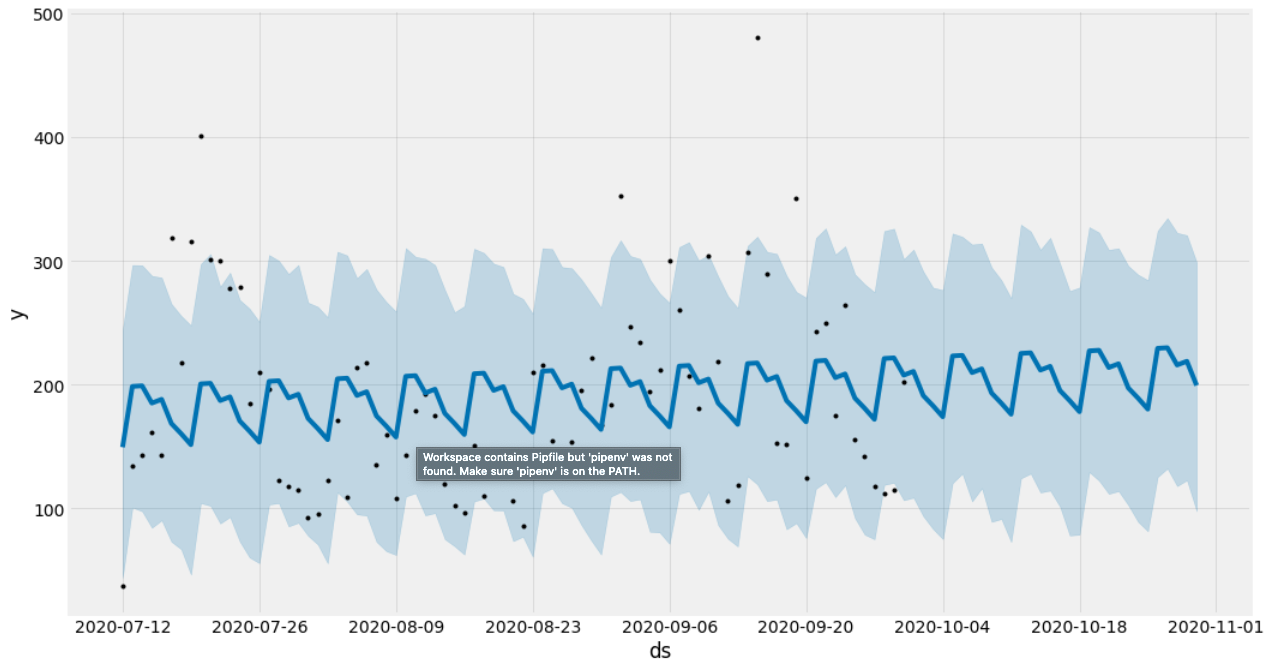 500
400
300
y
200
Workspace contains Pipfile but 'pipenv' was not
found. Make sure 'pipenv' is on the PATH.
100
2020-07-12 2020-07-26 2020-08-09 2020-08-23 2020-09-06 2020-09-20 2020-10-04 2020-10-18 2020-11-01
ds